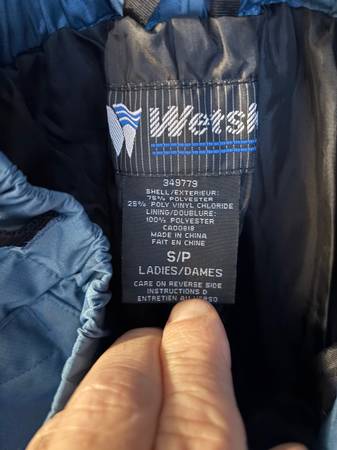 Wetsk
349779
SHELL/EXTERIEUR:
75% POLYESTER
25% POLY VINYL CHLORIDE
LINING/DOUBLURE:
100% POLYESTER
CA00818
MADE IN CHINA
FAIT EN CHINE
S/P
LADIES/DAMES
CARE ON REVERSE SIDE
INSTRUCTIONS D
ENTRETIEN AU VERSO